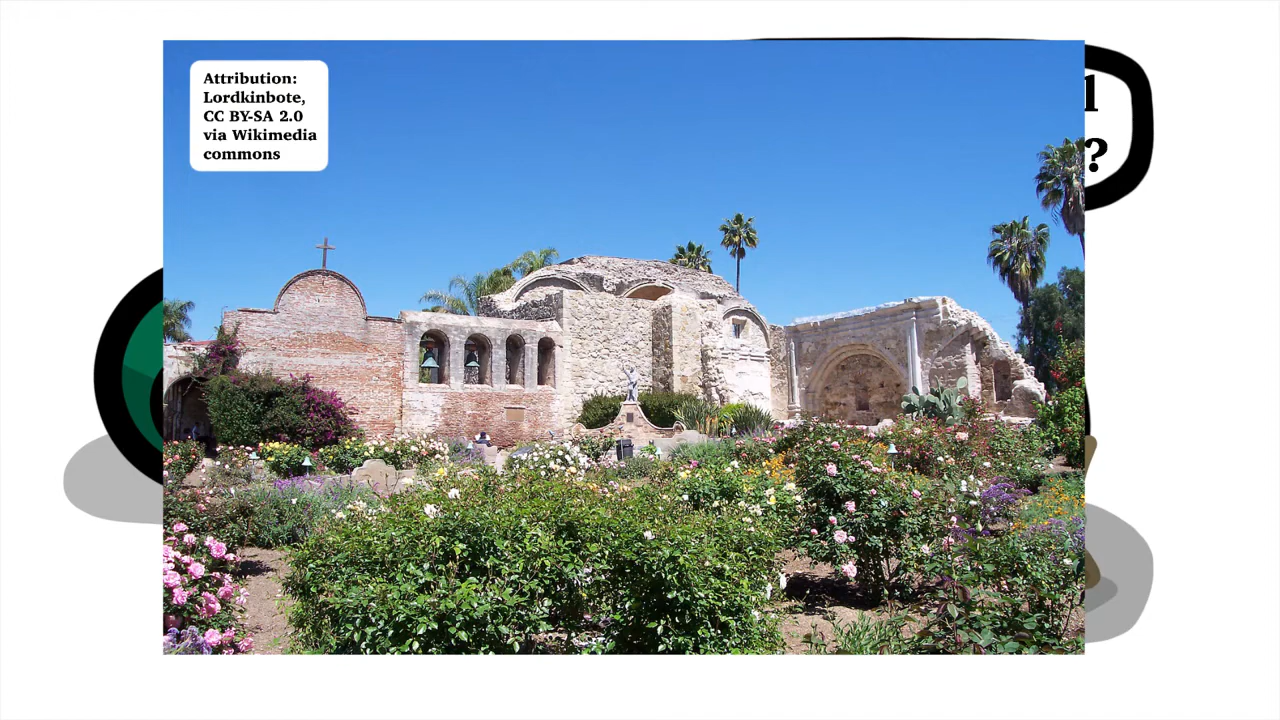 Attribution:
Lordkinbote,
CC BY-SA 2.0
via Wikimedia
commons
?